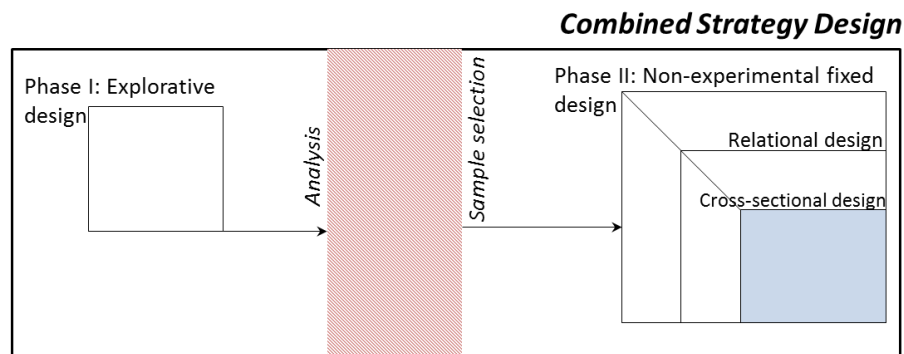 Combined Strategy Design
Phase I: Explorative
design
Analysis
Sample selection
Phase II: Non-experimental fixed
design
Relational design
Cross-sectional design